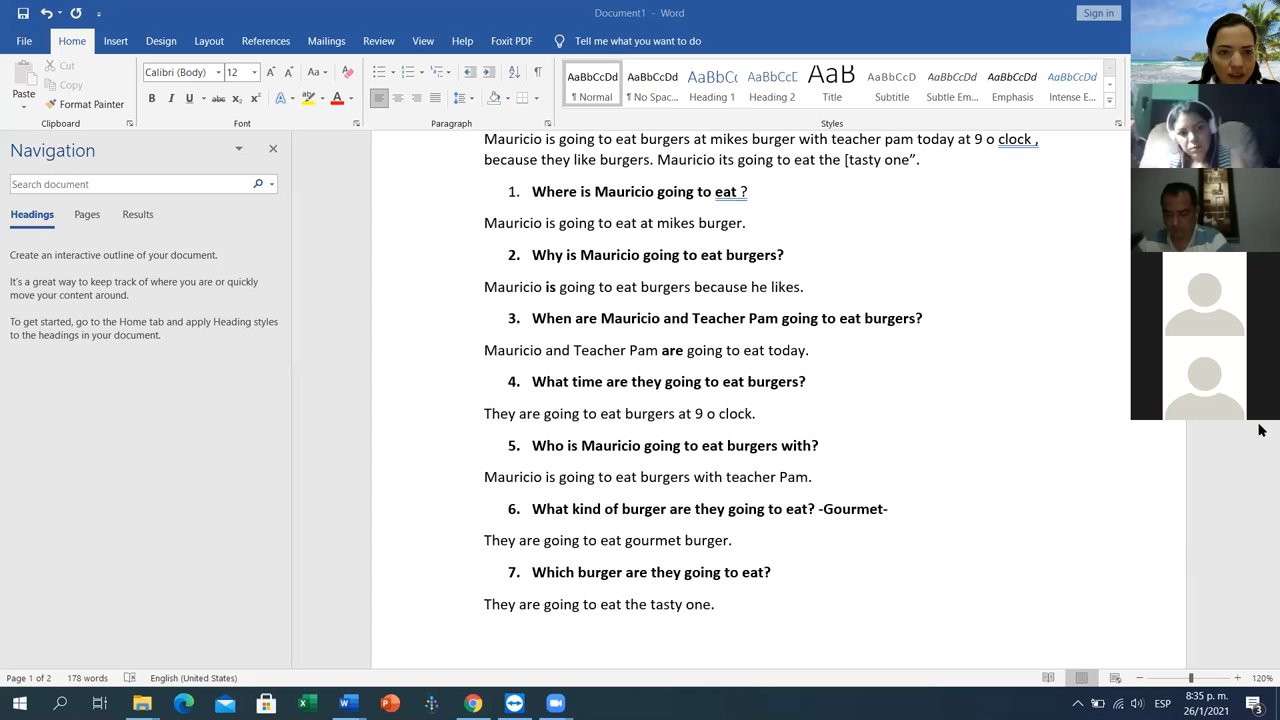 Document1 - Word
Sign in
File Home Insert Design Layout References Mailings Review View Help Foxit PDF Tell me what you want to do
Paste
Cut
Copy
Format Painter
Calibri (Body) 12
Aa
B I U abc x₂ x² A A
AaBbCcDd AaBbCcDd AaBbCc AaBbCcD AaB AaBbCcD AaBbCcDd AaBbCcDd AaBbCcDd
¶ Normal ¶ No Spac... Heading 1 Heading 2 Title Subtitle Subtle Em... Emphasis Intense E...
Clipboard Font Paragraph Styles
Navigation
Search document
Headings Pages Results
Create an interactive outline of your document.
It's a great way to keep track of where you are or quickly
move your content around.
To get started, go to the Home tab and apply Heading styles
to the headings in your document.
Mauricio is going to eat burgers at mikes burger with teacher pam today at 9 o clock ,
because they like burgers. Mauricio its going to eat the [tasty one”.
1. Where is Mauricio going to eat ?
Mauricio is going to eat at mikes burger.
2. Why is Mauricio going to eat burgers?
Mauricio is going to eat burgers because he likes.
3. When are Mauricio and Teacher Pam going to eat burgers?
Mauricio and Teacher Pam are going to eat today.
4. What time are they going to eat burgers?
They are going to eat burgers at 9 o clock.
5. Who is Mauricio going to eat burgers with?
Mauricio is going to eat burgers with teacher Pam.
6. What kind of burger are they going to eat? -Gourmet-
They are going to eat gourmet burger.
7. Which burger are they going to eat?
They are going to eat the tasty one.
Page 1 of 2 178 words English (United States) 120%
ESP
8:35 p. m.
26/1/2021
3